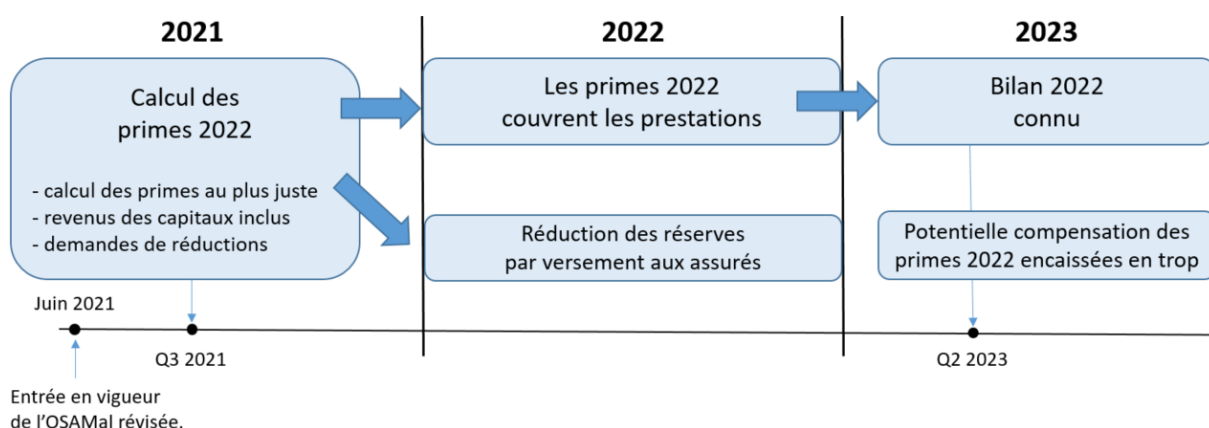 2021
2022
2023
Calcul des
primes 2022
- calcul des primes au plus juste
- revenus des capitaux inclus
- demandes de réductions
Les primes 2022
couvrent les prestations
Réduction des réserves
par versement aux assurés
Bilan 2022
connu
Potentielle compensation des
primes 2022 encaissées en trop
Juin 2021
Q3 2021
Q2 2023
Entrée en vigueur
de l'OSAMal révisée.